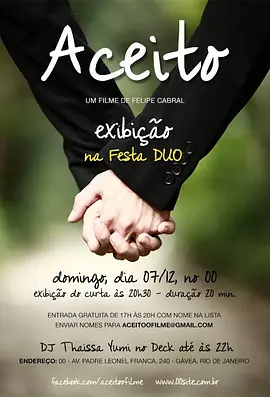 Aceito
UM FILME DE FELIPE CABRAL
exibição
na Festa DUO
domingo, dia 07/12, no 00
exibição do curta às 20h30 - duração 20 min.
ENTRADA GRATUITA DE 17H ÀS 20H COM NOME NA LISTA
ENVIAR NOMES PARA ACEITOOFILME@GMAIL.COM
DJ Thaissa Yumi no Deck até às 22h
ENDEREÇO: 00 - AV. PADRE LEONEL FRANCA, 240 - GÁVEA, RIO DE JANEIRO
facebook.com/aceitoofilme www.00site.com.br